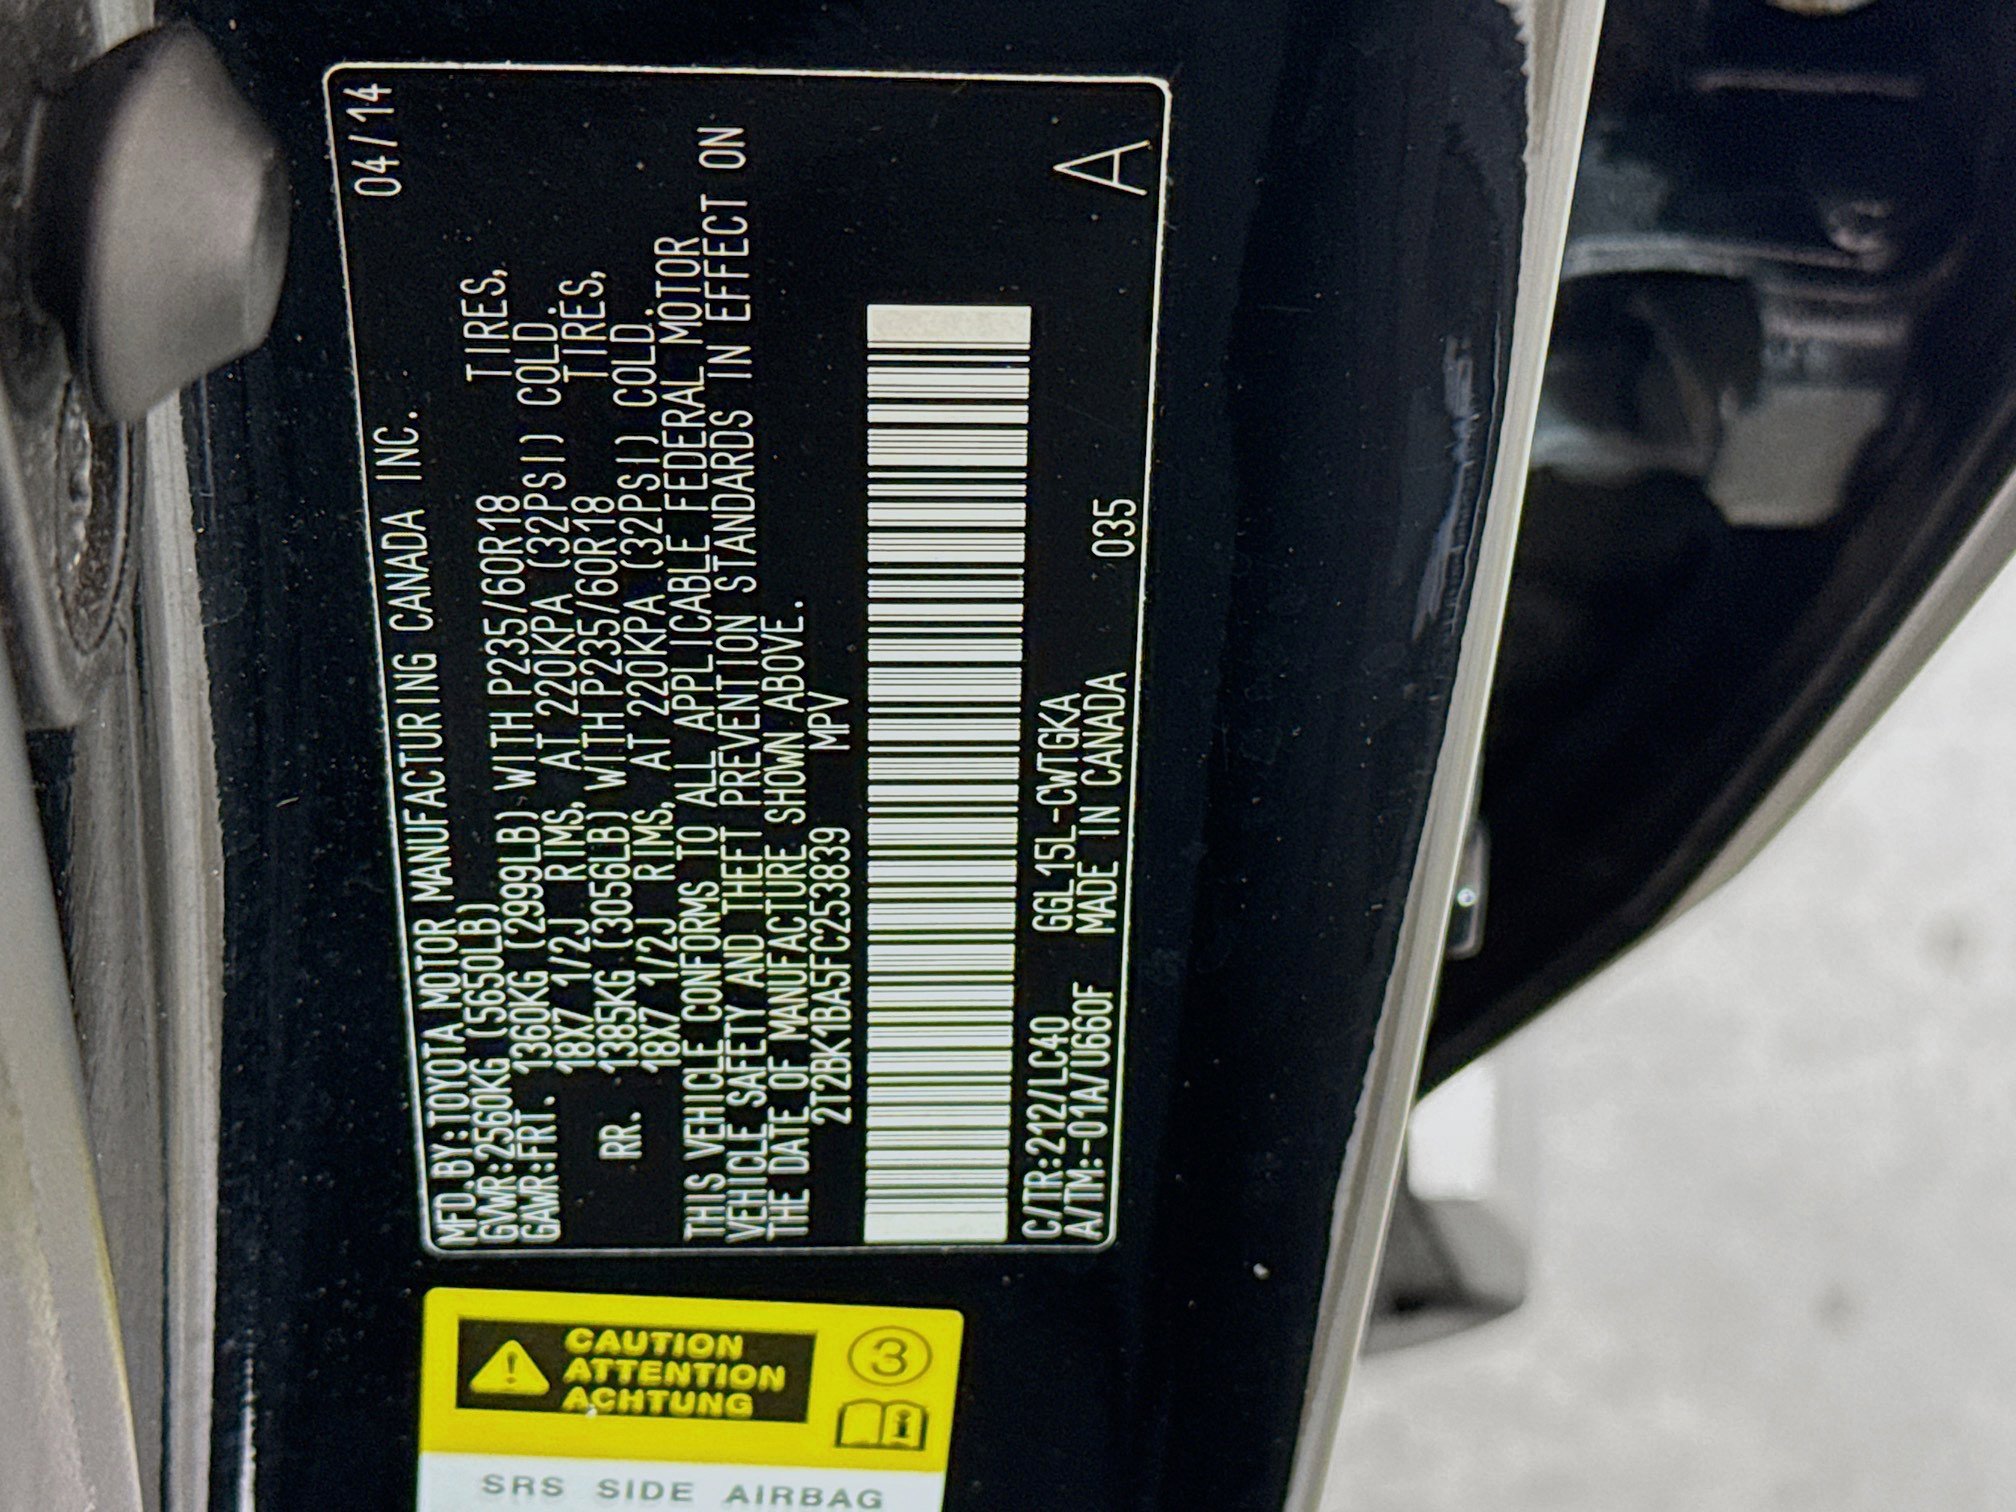 MFD.BY:TOYOTA MOTOR MANUFACTURING CANADA INC. 04/14
GVWR:2560KG (5650LB)
GAWR:FRT. 1360KG (2999LB) WITH P235/60R18 TIRES,
18X7 1/2J RIMS, AT 220KPA (32PSI) COLD.
RR. 1385KG (3056LB) WITH P235/60R18 TIRES,
18X7 1/2J RIMS, AT 220KPA (32PSI) COLD.
THIS VEHICLE CONFORMS TO ALL APPLICABLE FEDERAL MOTOR
VEHICLE SAFETY AND THEFT PREVENTION STANDARDS IN EFFECT ON
THE DATE OF MANUFACTURE SHOWN ABOVE.
2T2BK1BA5FC253839 MPV
C/TR:212/LC40 GGL15L-CWTGKA
A/TM:-01A/U660F MADE IN CANADA 035 A
CAUTION
ATTENTION
ACHTUNG
3
i
SRS SIDE AIRBAG